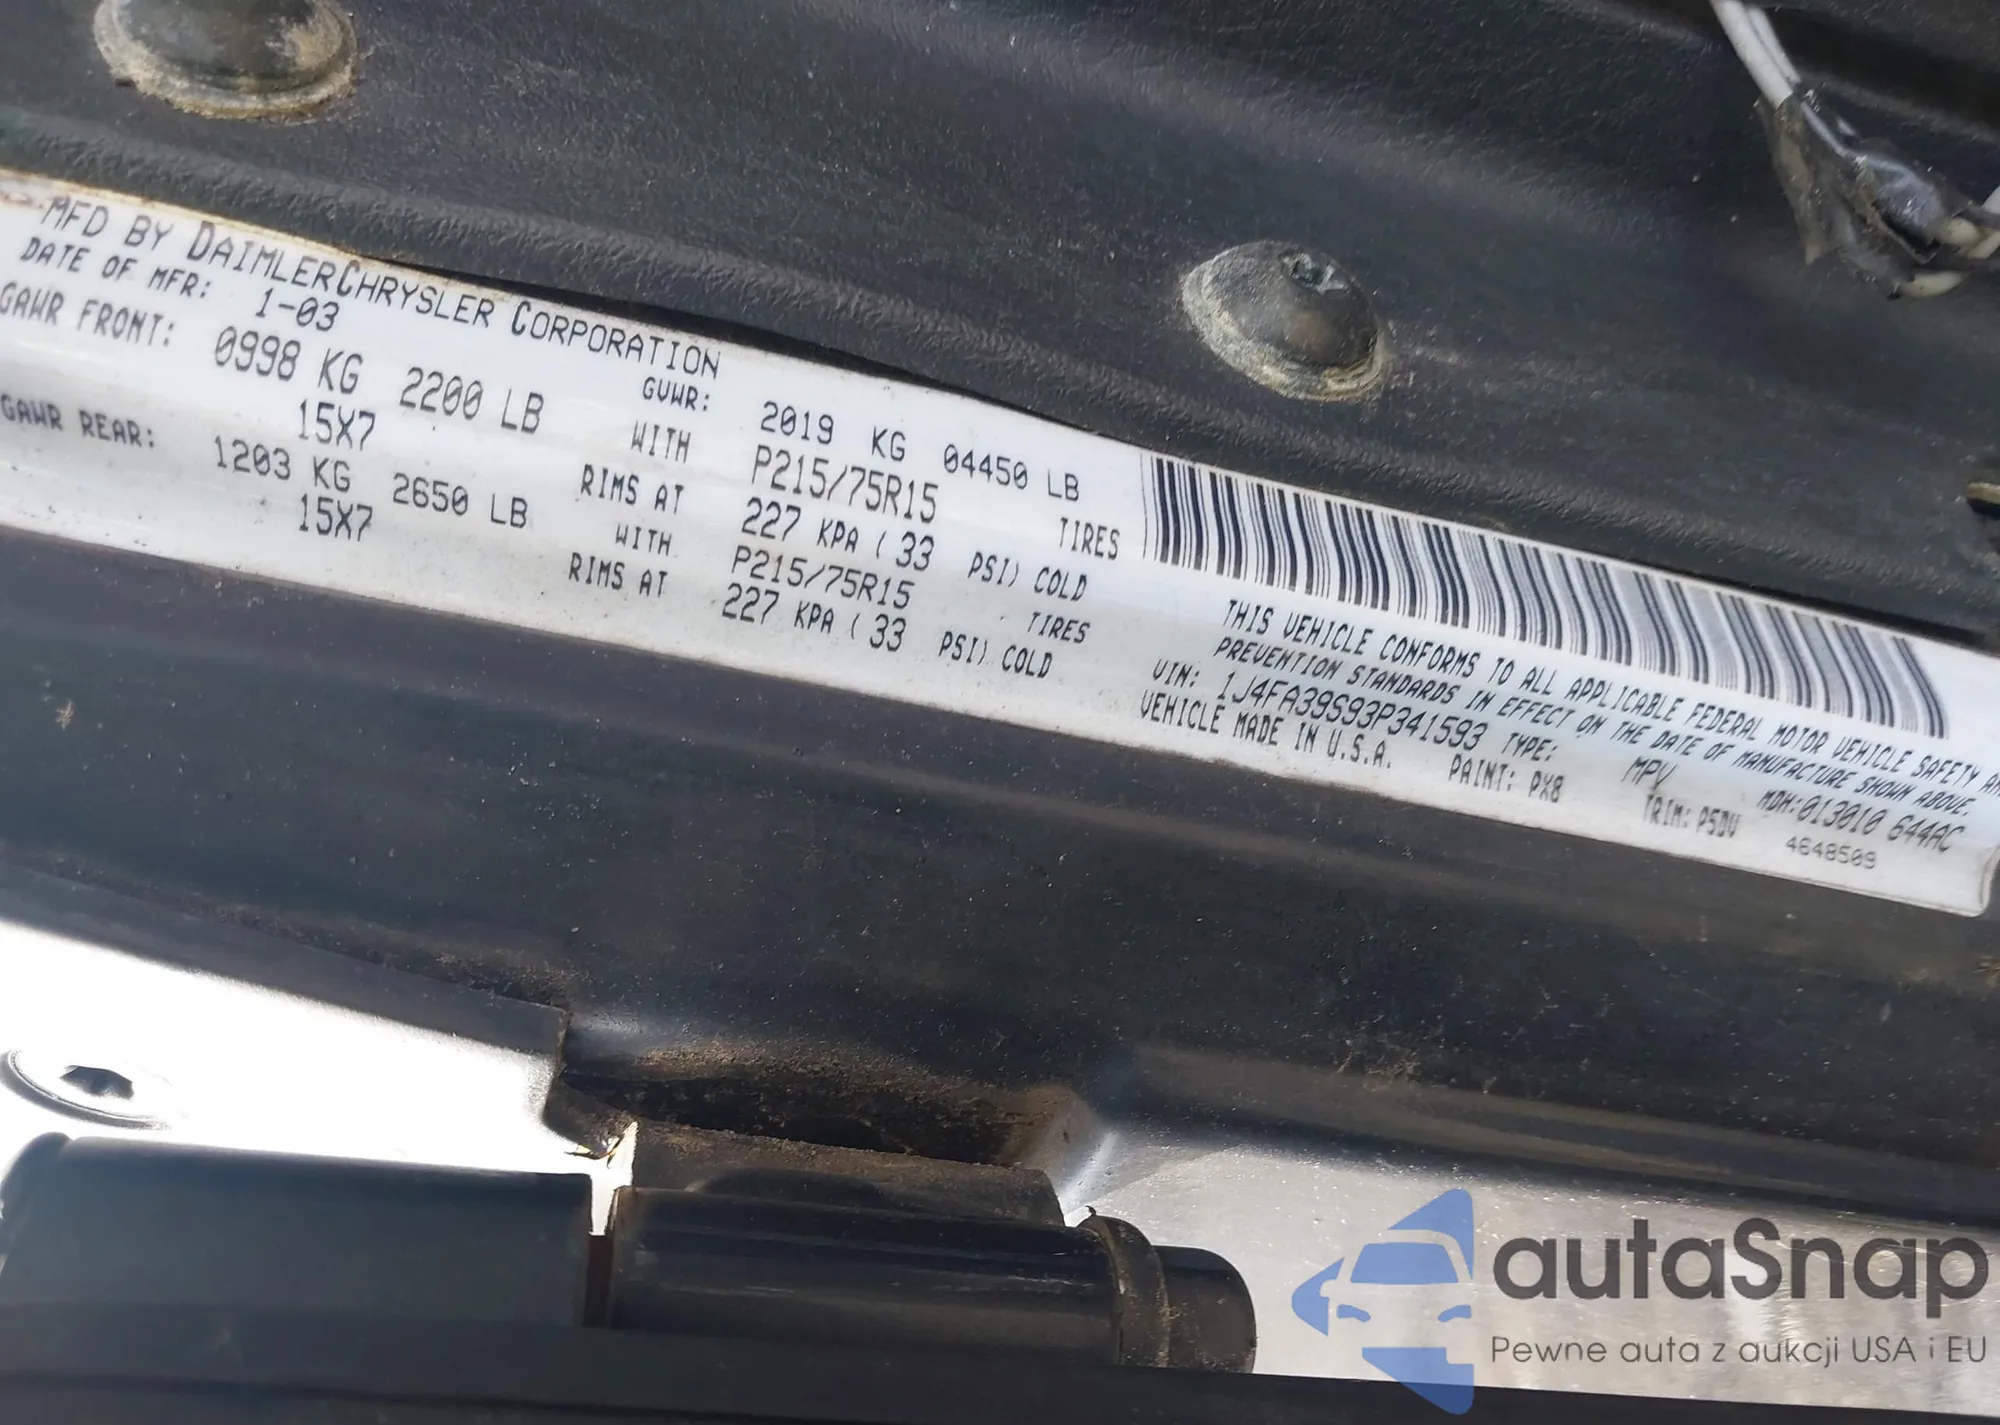 MFD BY DAIMLERCHRYSLER CORPORATION
DATE OF MFR: 1-03 GVWR: 2019 KG 04450 LB
GAWR FRONT: 0998 KG 2200 LB WITH P215/75R15 TIRES
15X7 RIMS AT 227 KPA ( 33 PSI) COLD
GAWR REAR: 1203 KG 2650 LB WITH P215/75R15 TIRES
15X7 RIMS AT 227 KPA ( 33 PSI) COLD
THIS VEHICLE CONFORMS TO ALL APPLICABLE FEDERAL MOTOR VEHICLE SAFETY
PREVENTION STANDARDS IN EFFECT ON THE DATE OF MANUFACTURE SHOWN ABOVE.
VIN: 1J4FA39S93P341593 TYPE: MPV MDH: 013010 644AC
VEHICLE MADE IN U.S.A. PAINT: PX8 TRIM: P5DV 4648509
autaSnap
Pewne auta z aukcji USA i EU